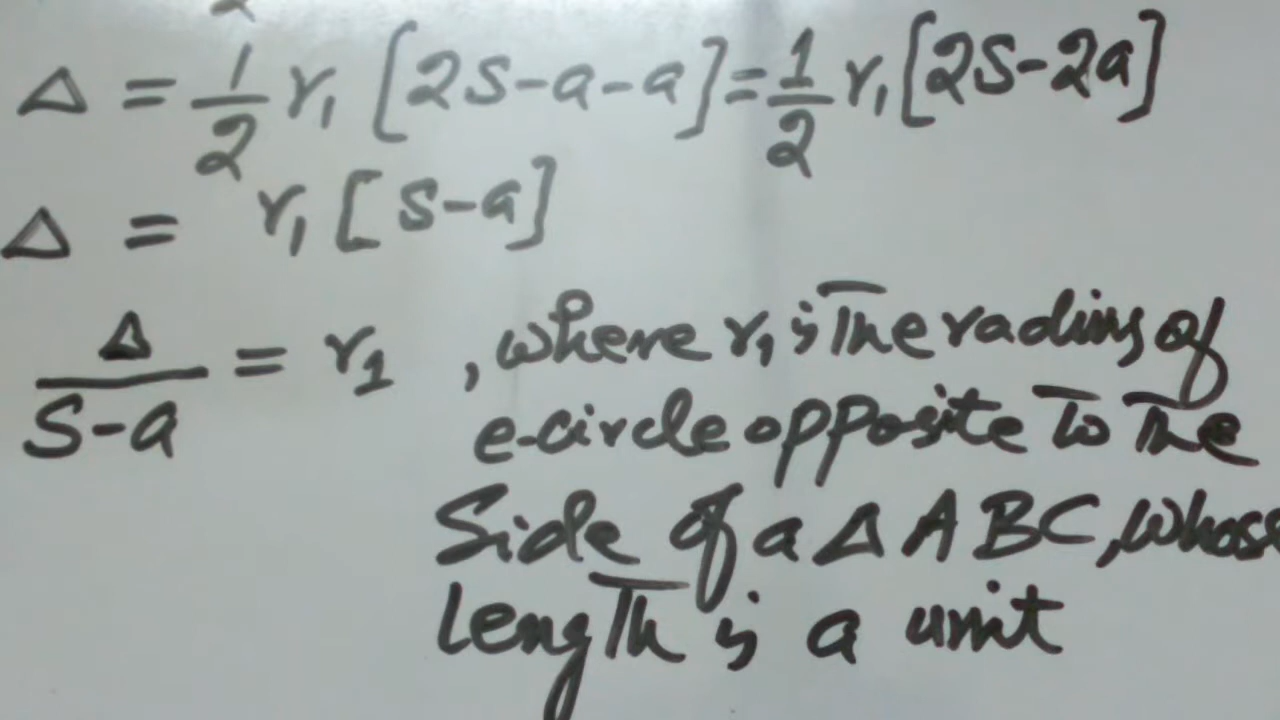 Δ = 1/2 r₁ [2S-a-a] = 1/2 r₁ [2S-2a]
Δ = r₁ [S-a]
Δ/(S-a) = r₁ , where r₁ is the radius of
e-circle opposite to the
Side of a Δ ABC, whose
length is a unit